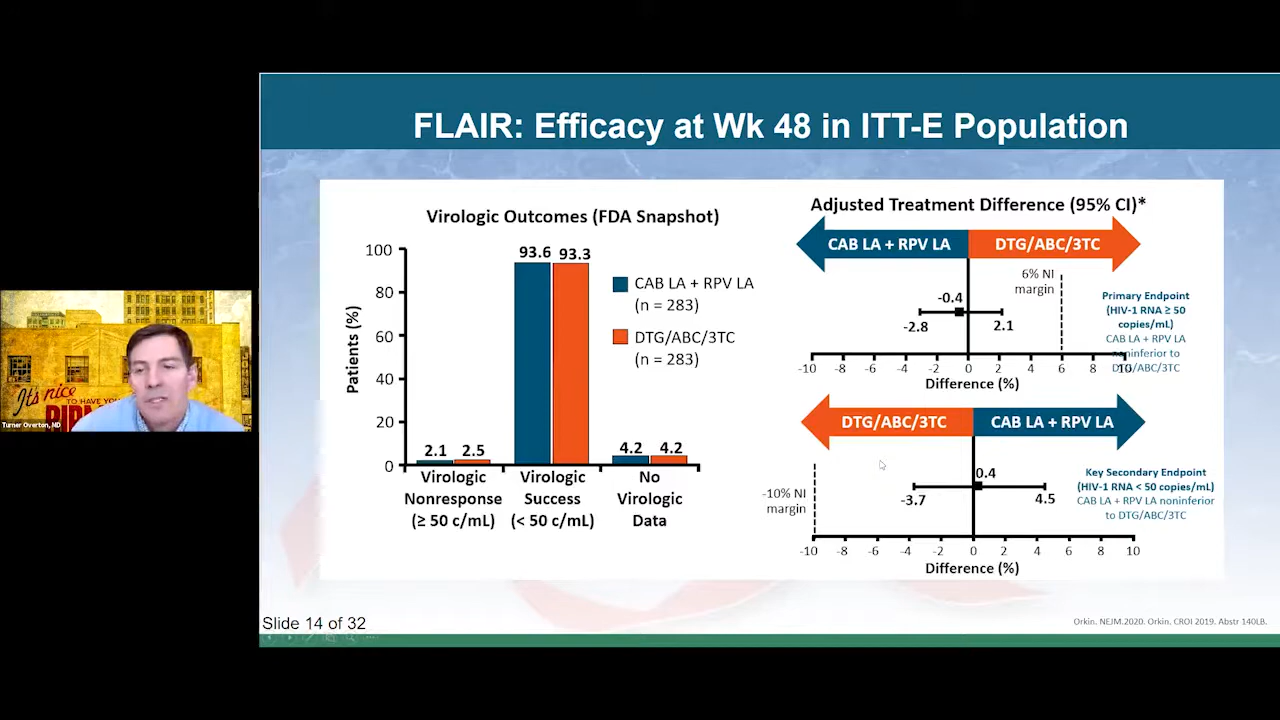 FLAIR: Efficacy at Wk 48 in ITT-E Population
Virologic Outcomes (FDA Snapshot)
100
80
60
40
20
0
Patients (%)
2.1
2.5
93.6
93.3
4.2
4.2
Virologic
Nonresponse
(≥ 50 c/mL)
Virologic
Success
(< 50 c/mL)
No
Virologic
Data
CAB LA + RPV LA
(n = 283)
DTG/ABC/3TC
(n = 283)
Adjusted Treatment Difference (95% CI)*
CAB LA + RPV LA
DTG/ABC/3TC
6% NI
margin
-0.4
-2.8
2.1
-10 -8 -6 -4 -2 0 2 4 6 8 10
Difference (%)
Primary Endpoint
(HIV-1 RNA ≥ 50
copies/mL)
CAB LA + RPV LA
noninferior to
DTG/ABC/3TC
DTG/ABC/3TC
CAB LA + RPV LA
-10% NI
margin
0.4
-3.7
4.5
-10 -8 -6 -4 -2 0 2 4 6 8 10
Difference (%)
Key Secondary Endpoint
(HIV-1 RNA < 50 copies/mL)
CAB LA + RPV LA noninferior
to DTG/ABC/3TC
It's nice
TO HAVE YOU
Turner Overton, MD
Slide 14 of 32
Orkin. NEJM.2020. Orkin. CROI 2019. Abstr 140LB.